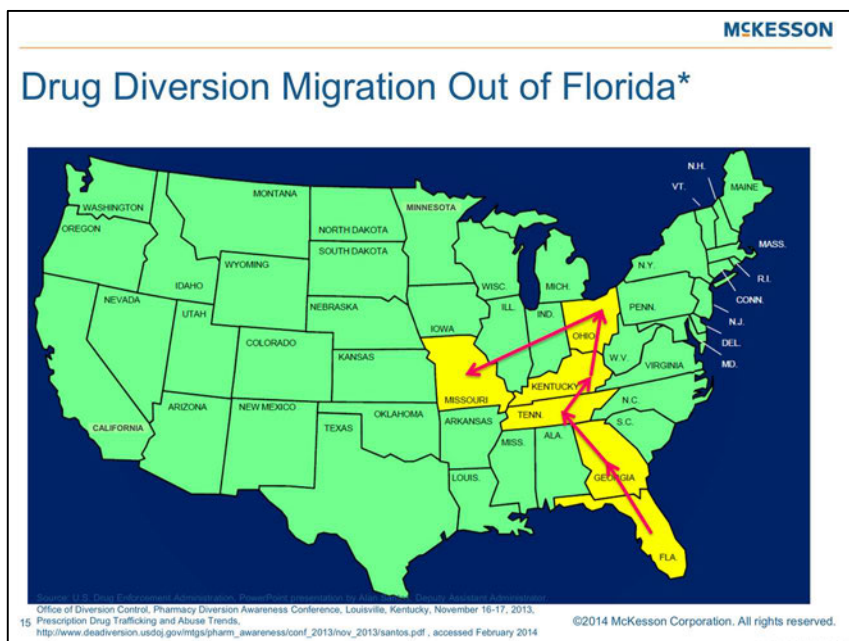 MCKESSON
Drug Diversion Migration Out of Florida*
N.H.
VT.
MAINE
WASHINGTON
MONTANA
NORTH DAKOTA
MINNESOTA
OREGON
MASS.
SOUTH DAKOTA
IDAHO
WYOMING
WISC.
MICH.
N.Y.
R.I.
CONN.
NEVADA
UTAH
NEBRASKA
IOWA
ILL.
IND.
OHIO
PENN.
N.J.
DEL.
MD.
COLORADO
KANSAS
MISSOURI
KENTUCKY
W.V.
VIRGINIA
CALIFORNIA
ARIZONA
NEW MEXICO
OKLAHOMA
ARKANSAS
TENN.
N.C.
S.C.
TEXAS
LOUIS.
MISS.
ALA.
GEORGIA
FLA.
Source: U.S. Drug Enforcement Administration, PowerPoint presentation by Alan Santos, Deputy Assistant Administrator,
Office of Diversion Control, Pharmacy Diversion Awareness Conference, Louisville, Kentucky, November 16-17, 2013,
15 Prescription Drug Trafficking and Abuse Trends,
http://www.deadiversion.usdoj.gov/mtgs/pharm_awareness/conf_2013/nov_2013/santos.pdf , accessed February 2014
©2014 McKesson Corporation. All rights reserved.